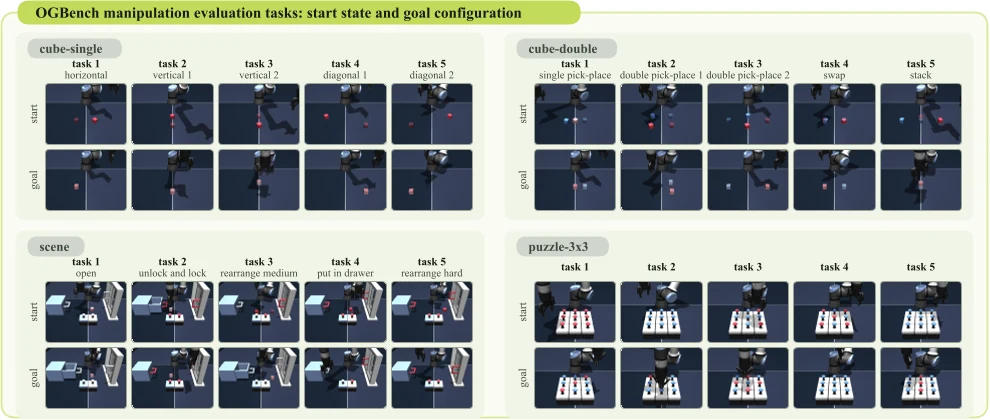 OGBench manipulation evaluation tasks: start state and goal configuration
cube-single
task 1 task 2 task 3 task 4 task 5
horizontal vertical 1 vertical 2 diagonal 1 diagonal 2
start
goal
cube-double
task 1 task 2 task 3 task 4 task 5
single pick-place double pick-place 1 double pick-place 2 swap stack
start
goal
scene
task 1 task 2 task 3 task 4 task 5
open unlock and lock rearrange medium put in drawer rearrange hard
start
goal
puzzle-3x3
task 1 task 2 task 3 task 4 task 5
start
goal